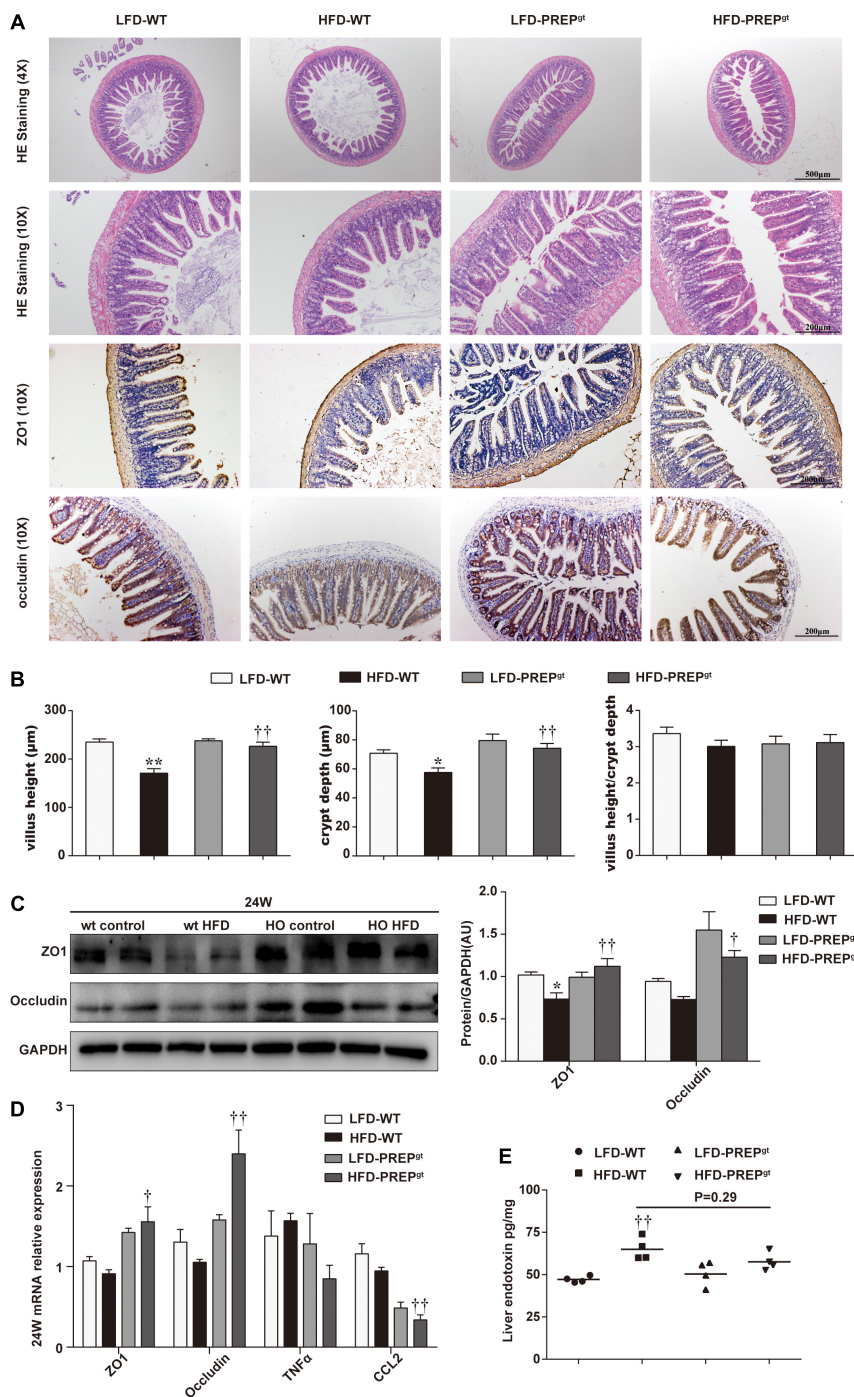 A
LFD-WT HFD-WT LFD-PREPgt HFD-PREPgt
HE Staining (4X)
500μm
HE Staining (10X)
200μm
ZO1 (10X)
200μm
occludin (10X)
200μm
B
LFD-WT HFD-WT LFD-PREPgt HFD-PREPgt
villus height (μm)
300
200
100
0
**
††
crypt depth (μm)
100
80
60
40
20
0
*
††
villus height/crypt depth
4
3
2
1
0
C
24W
wt control wt HFD HO control HO HFD
ZO1
Occludin
GAPDH
Protein/GAPDH(AU)
2.0
1.5
1.0
0.5
0.0
*
††
†
ZO1 Occludin
LFD-WT
HFD-WT
LFD-PREPg
HFD-PREPg
D
24W mRNA relative expression
3
2
1
0
†
††
††
ZO1 Occludin TNFα CCL2
LFD-WT
HFD-WT
LFD-PREPgt
HFD-PREPgt
E
LFD-WT LFD-PREPgt
HFD-WT HFD-PREPgt
P=0.29
Liver endotoxin pg/mg
100
75
50
25
0
††